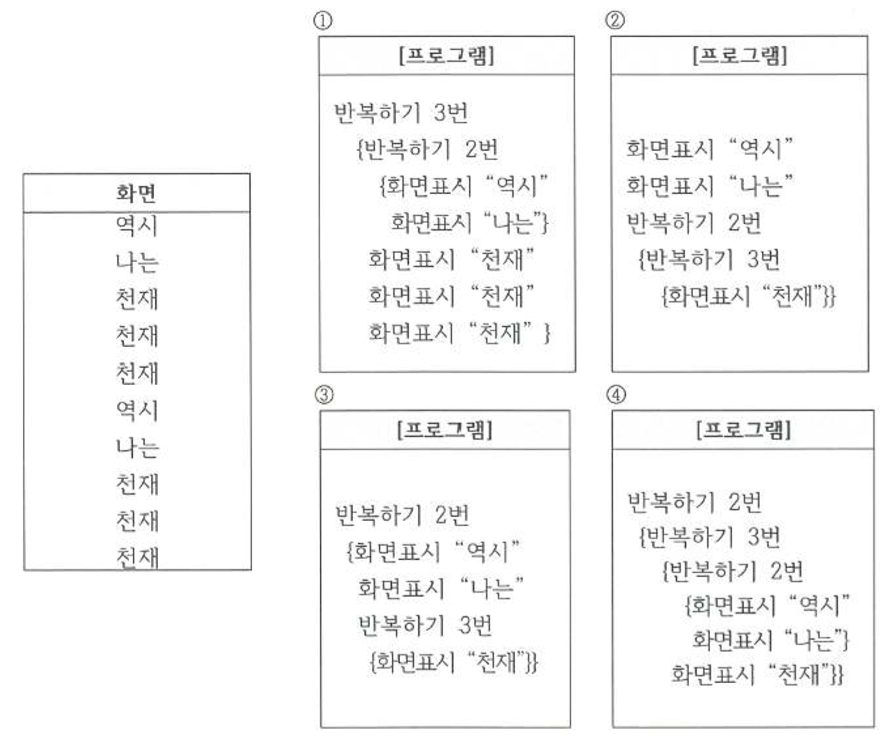 화면
역시
나는
천재
천재
천재
역시
나는
천재
천재
천재
①
[프로그램]
반복하기 3번
{반복하기 2번
{화면표시 “역시”
화면표시 “나는”}
화면표시 “천재”
화면표시 “천재”
화면표시 “천재” }
②
[프로그램]
화면표시 “역시”
화면표시 “나는”
반복하기 2번
{반복하기 3번
{화면표시 “천재”}}
③
[프로그램]
반복하기 2번
{화면표시 “역시”
화면표시 “나는”
반복하기 3번
{화면표시 “천재”}}
④
[프로그램]
반복하기 2번
{반복하기 3번
{반복하기 2번
{화면표시 “역시”
화면표시 “나는”}
화면표시 “천재”}}